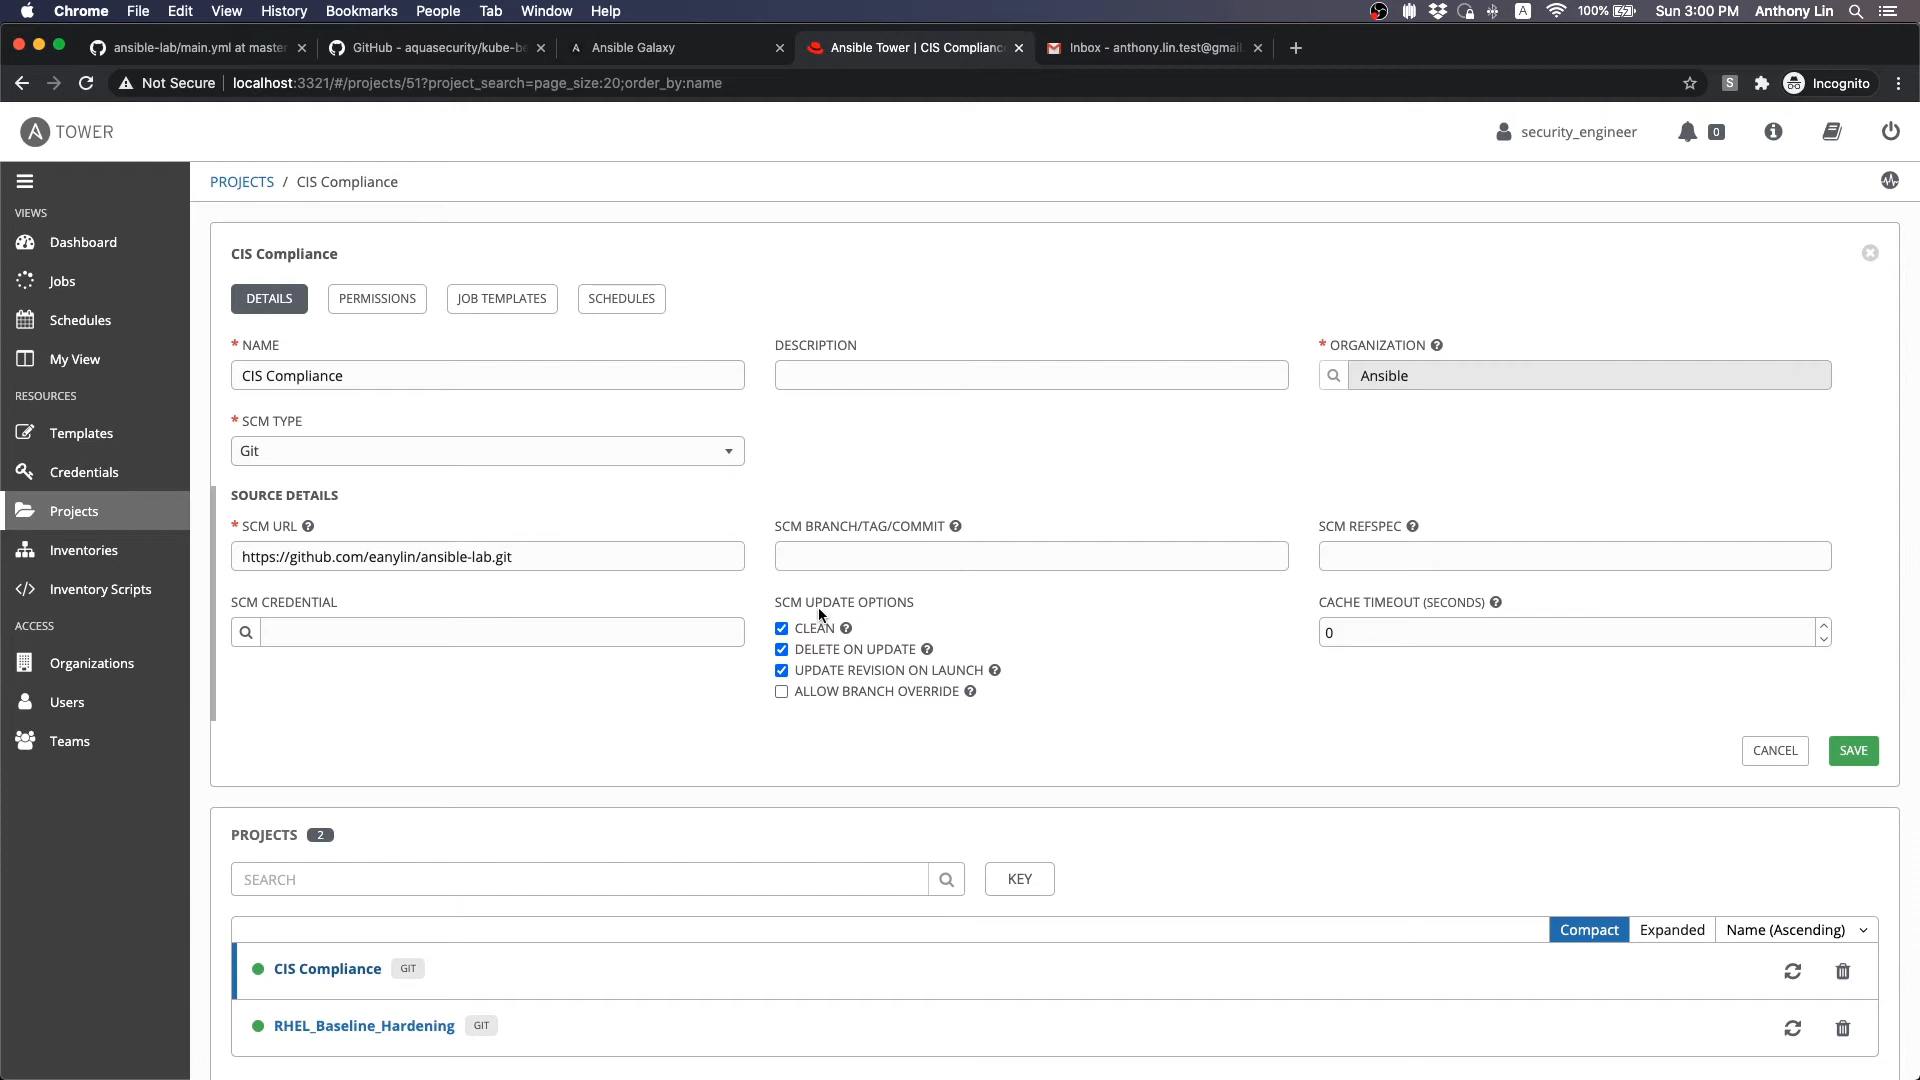 Chrome File Edit View History Bookmarks People Tab Window Help
A 100% Sun 3:00 PM Anthony Lin
ansible-lab/main.yml at master
GitHub - aquasecurity/kube-be
A Ansible Galaxy
Ansible Tower | CIS Complianc
Inbox - anthony.lin.test@gmail
Not Secure localhost:3321/#/projects/51?project_search=page_size:20;order_by:name
S Incognito
A TOWER
security_engineer 0
VIEWS
Dashboard
Jobs
Schedules
My View
RESOURCES
Templates
Credentials
Projects
Inventories
Inventory Scripts
ACCESS
Organizations
Users
Teams
PROJECTS / CIS Compliance
CIS Compliance
DETAILS PERMISSIONS JOB TEMPLATES SCHEDULES
* NAME
CIS Compliance
DESCRIPTION
* ORGANIZATION ?
Ansible
* SCM TYPE
Git
SOURCE DETAILS
* SCM URL ?
https://github.com/eanylin/ansible-lab.git
SCM BRANCH/TAG/COMMIT ?
SCM REFSPEC ?
SCM CREDENTIAL
SCM UPDATE OPTIONS
CLEAN ?
DELETE ON UPDATE ?
UPDATE REVISION ON LAUNCH ?
ALLOW BRANCH OVERRIDE ?
CACHE TIMEOUT (SECONDS) ?
0
CANCEL SAVE
PROJECTS 2
SEARCH
KEY
Compact Expanded Name (Ascending)
CIS Compliance GIT
RHEL_Baseline_Hardening GIT